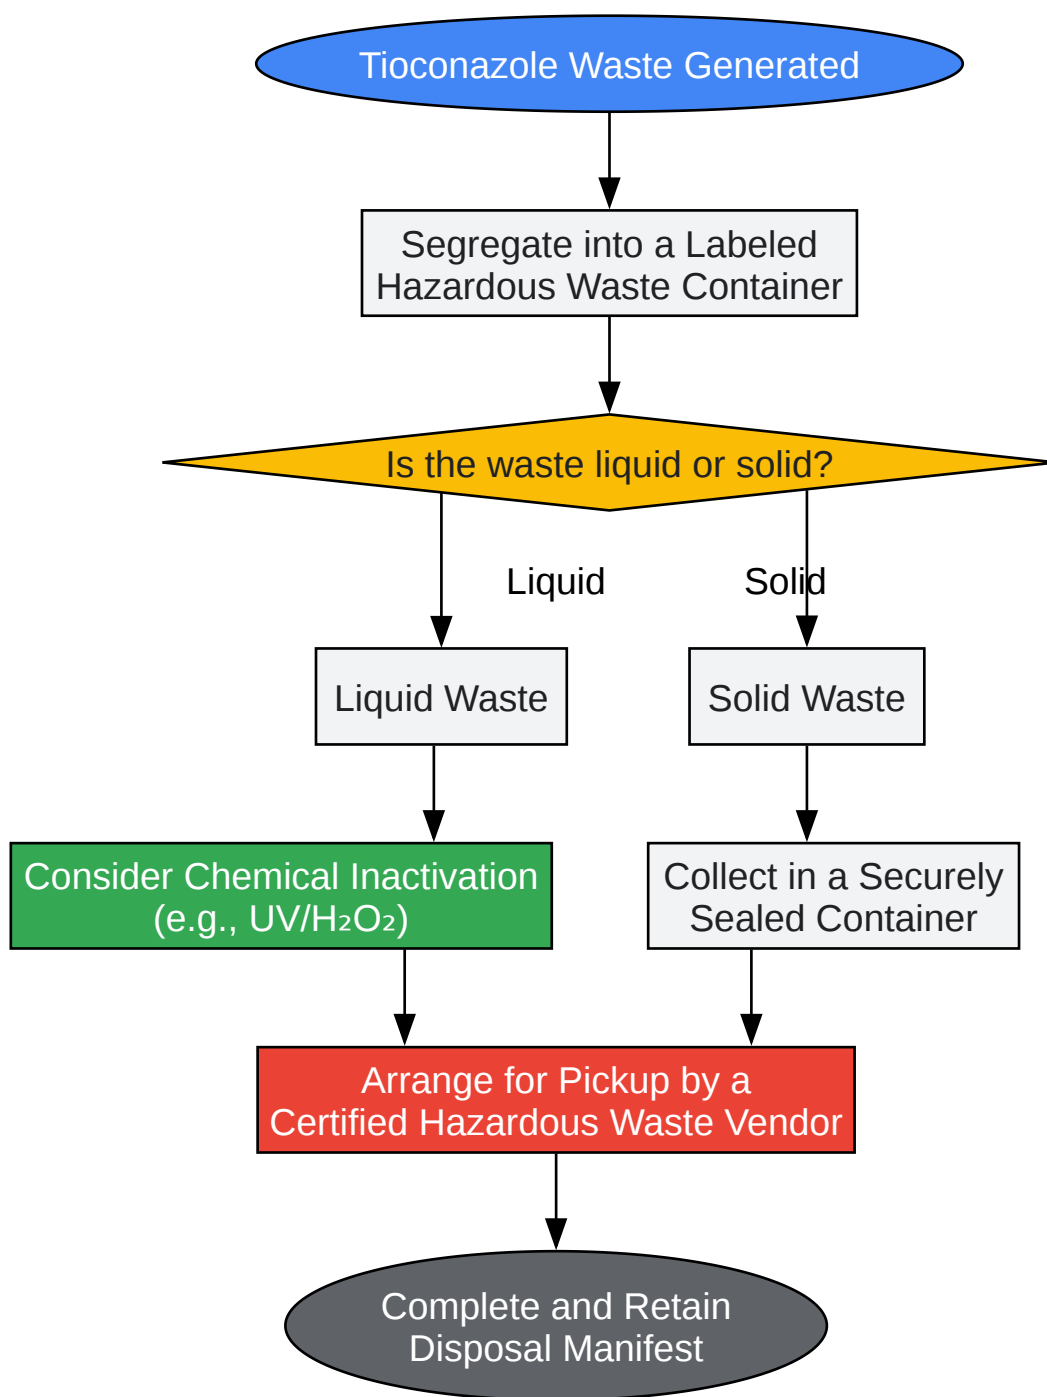 Tioconazole Waste Generated
Segregate into a Labeled
Hazardous Waste Container
Is the waste liquid or solid?
Liquid
Solid
Liquid Waste
Solid Waste
Consider Chemical Inactivation
(e.g., UV/H₂O₂)
Collect in a Securely
Sealed Container
Arrange for Pickup by a
Certified Hazardous Waste Vendor
Complete and Retain
Disposal Manifest